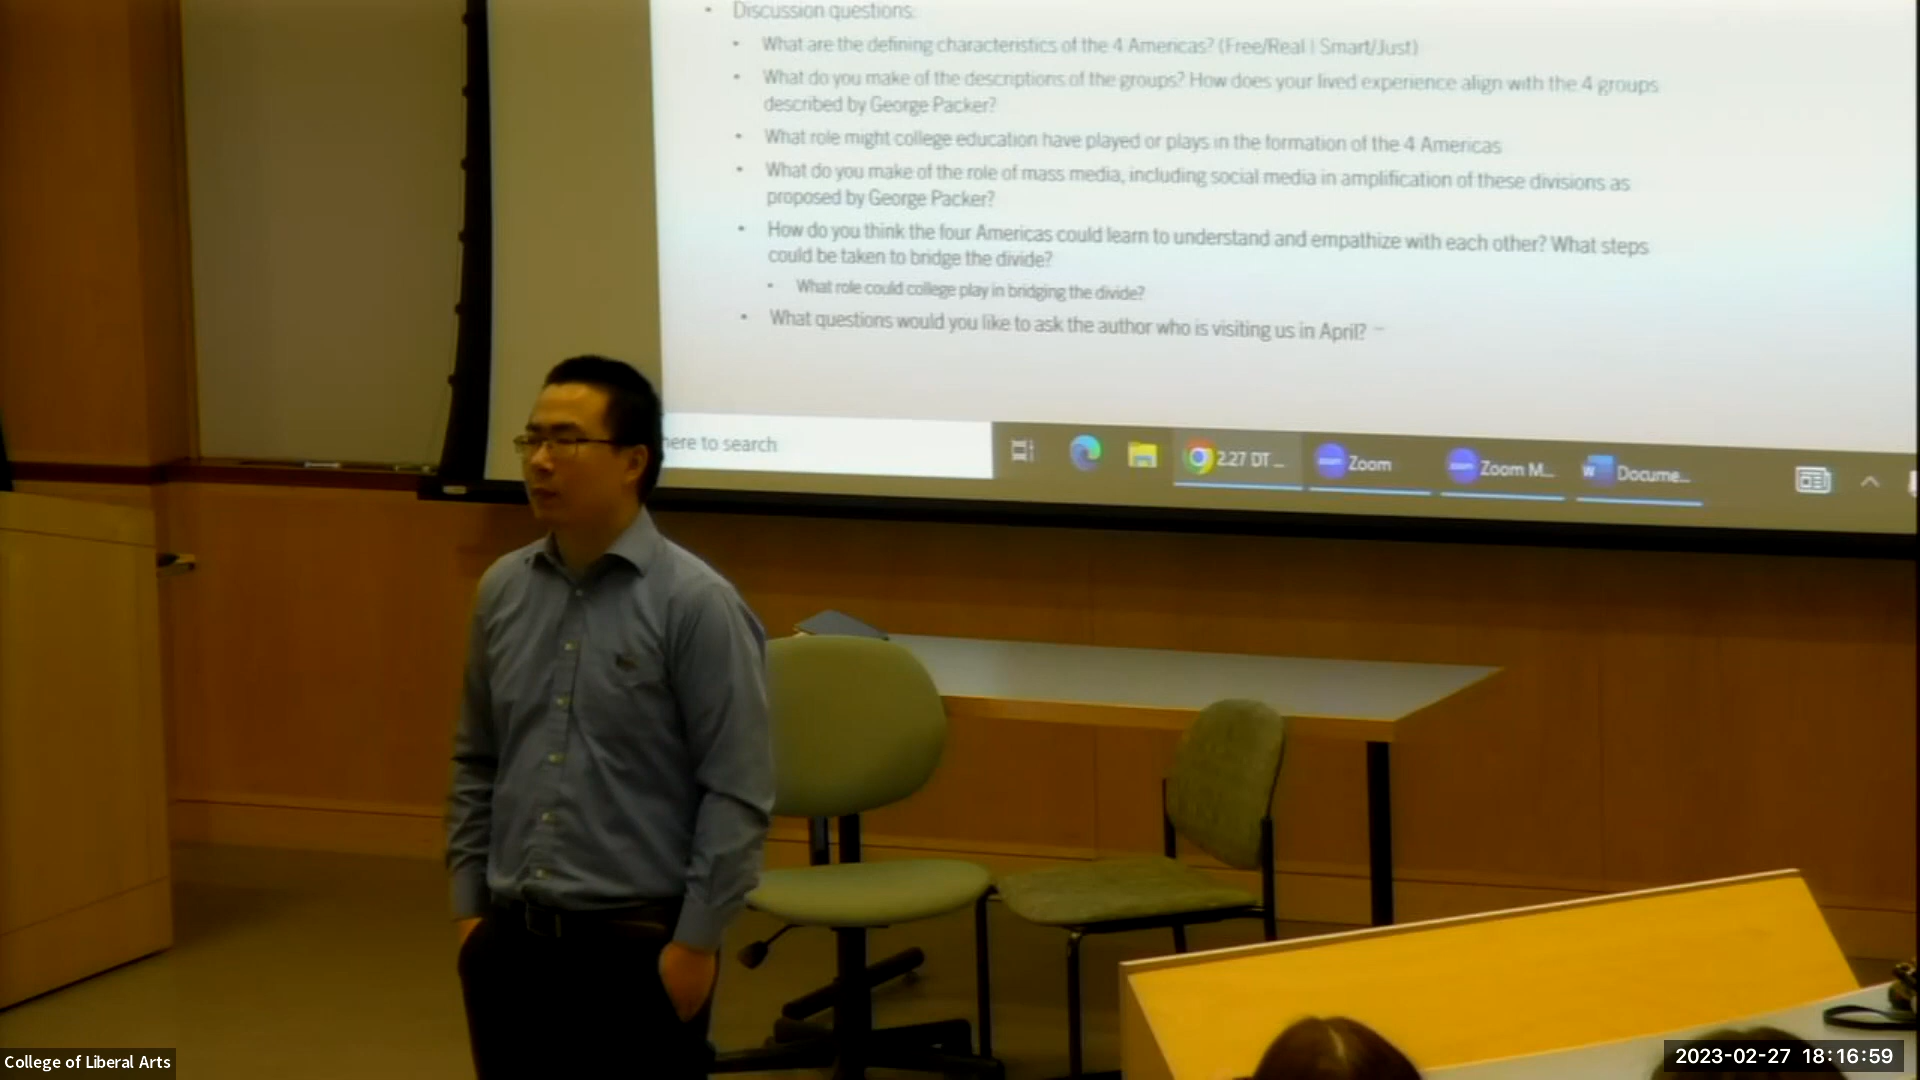 Discussion questions:
What are the defining characteristics of the 4 Americas? (Free/Real | Smart/Just)
What do you make of the descriptions of the groups? How does your lived experience align with the 4 groups
described by George Packer?
What role might college education have played or plays in the formation of the 4 Americas
What do you make of the role of mass media, including social media in amplification of these divisions as
proposed by George Packer?
How do you think the four Americas could learn to understand and empathize with each other? What steps
could be taken to bridge the divide?
What role could college play in bridging the divide?
What questions would you like to ask the author who is visiting us in April?
here to search
2.27 DT ...
zoom Zoom
zoom Zoom M...
W Docume...
College of Liberal Arts
2023-02-27 18:16:59